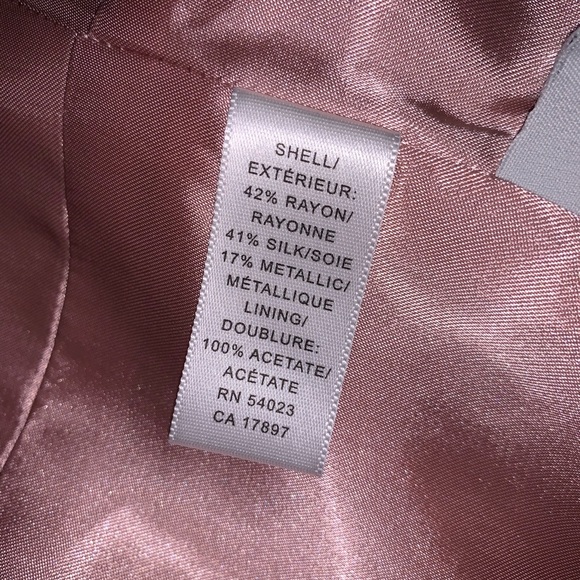 SHELL/
EXTÉRIEUR:
42% RAYON/
RAYONNE
41% SILK/SOIE
17% METALLIC/
MÉTALLIQUE
LINING/
DOUBLURE:
100% ACETATE/
ACÉTATE
RN 54023
CA 17897